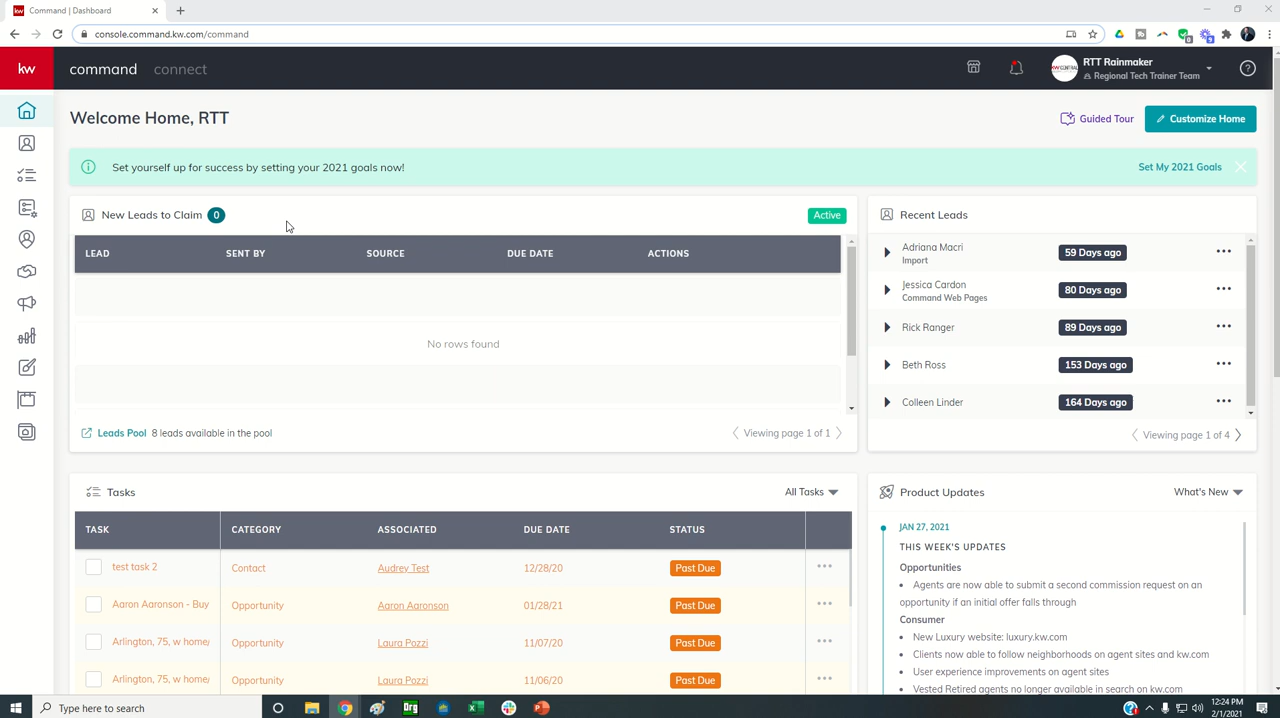 Command | Dashboard
console.command.kw.com/command
kw
command
connect
RTT Rainmaker
Regional Tech Trainer Team
Welcome Home, RTT
Guided Tour
Customize Home
Set yourself up for success by setting your 2021 goals now!
Set My 2021 Goals
New Leads to Claim 0
Active
LEAD SENT BY SOURCE DUE DATE ACTIONS
No rows found
Leads Pool 8 leads available in the pool
Viewing page 1 of 1
Recent Leads
Adriana Macri
Import
59 Days ago
Jessica Cardon
Command Web Pages
80 Days ago
Rick Ranger
89 Days ago
Beth Ross
153 Days ago
Colleen Linder
164 Days ago
Viewing page 1 of 4
Tasks
All Tasks
TASK CATEGORY ASSOCIATED DUE DATE STATUS
test task 2 Contact Audrey Test 12/28/20 Past Due
Aaron Aaronson - Buy Opportunity Aaron Aaronson 01/28/21 Past Due
Arlington, 75, w home/ Opportunity Laura Pozzi 11/07/20 Past Due
Arlington, 75, w home/ Opportunity Laura Pozzi 11/06/20 Past Due
Product Updates
What's New
JAN 27, 2021
THIS WEEK'S UPDATES
Opportunities
• Agents are now able to submit a second commission request on an
opportunity if an initial offer falls through
Consumer
• New Luxury website: luxury.kw.com
• Clients now able to follow neighborhoods on agent sites and kw.com
• User experience improvements on agent sites
• Vested Retired agents no longer available in search on kw.com
Type here to search
12:24 PM
2/1/2021